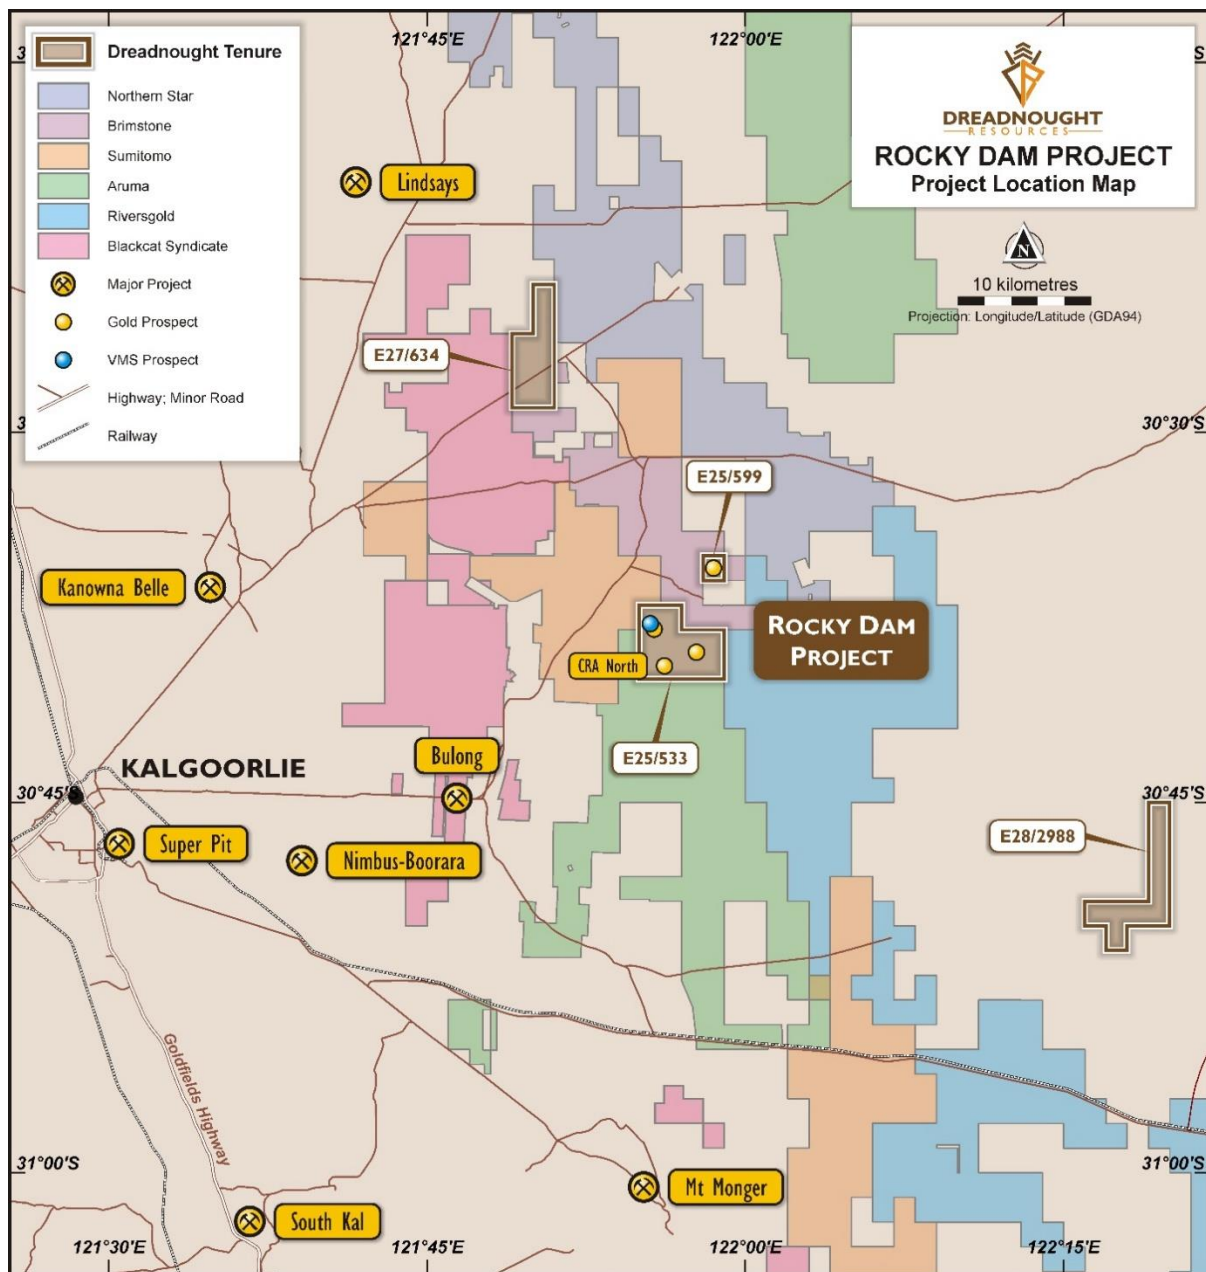 121°45'E
122°00'E
Dreadnought Tenure
Northern Star
Brimstone
Sumitomo
Aruma
Riversgold
Blackcat Syndicate
Major Project
Gold Prospect
VMS Prospect
Highway; Minor Road
Railway
DREADNOUGHT
RESOURCES
ROCKY DAM PROJECT
Project Location Map
N
10 kilometres
Projection: Longitude/Latitude (GDA94)
Lindsays
E27/634
30°30'S
E25/599
Kanowna Belle
ROCKY DAM
PROJECT
CRA North
E25/533
Bulong
KALGOORLIE
30°45'S
30°45'S
Super Pit
Nimbus-Boorara
E28/2988
Goldfields Highway
31°00'S
31°00'S
Mt Monger
South Kal
121°30'E
121°45'E
122°00'E
122°15'E